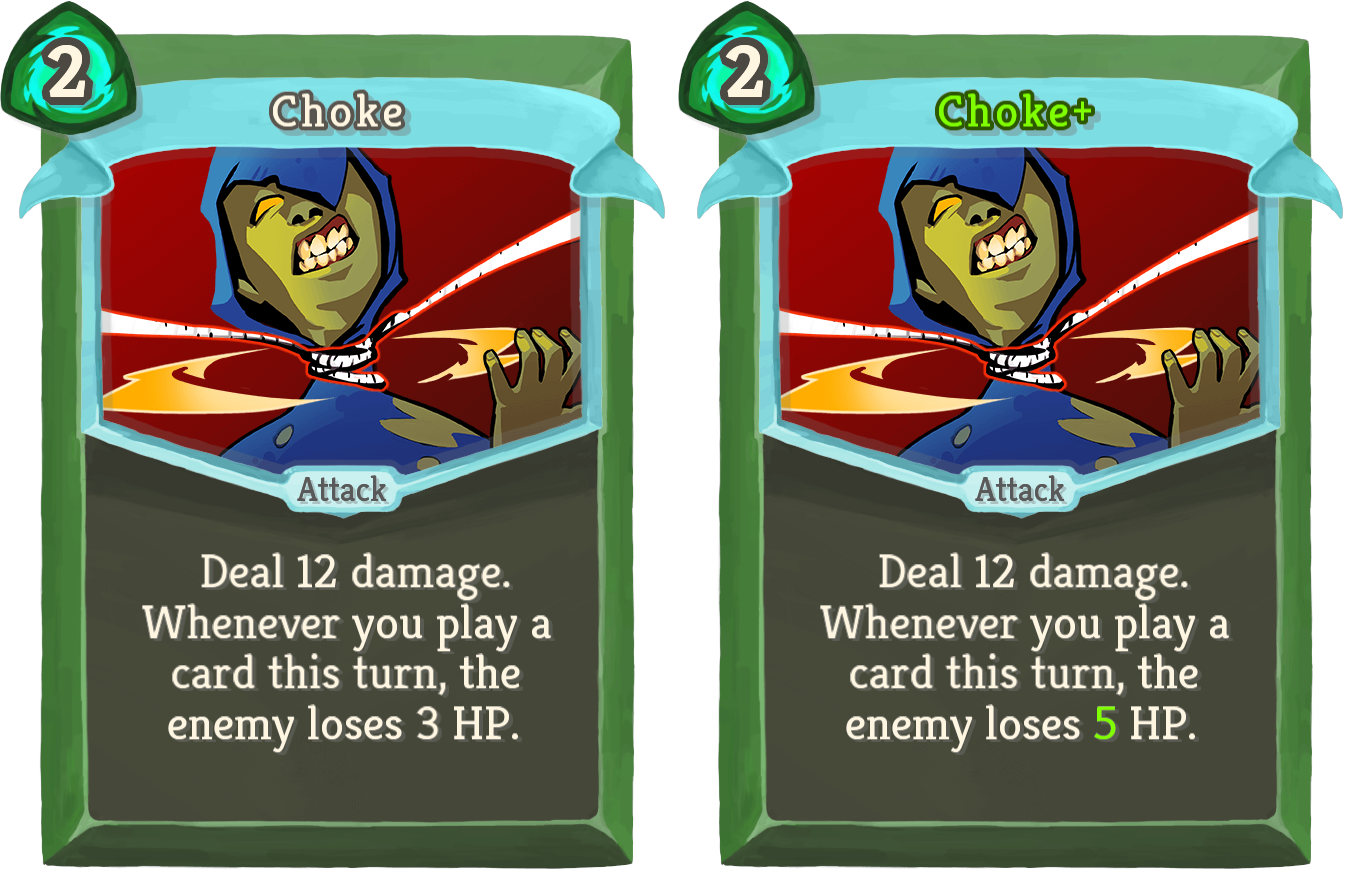 2
Choke
Attack
Deal 12 damage.
Whenever you play a
card this turn, the
enemy loses 3 HP.
2
Choke+
Attack
Deal 12 damage.
Whenever you play a
card this turn, the
enemy loses 5 HP.